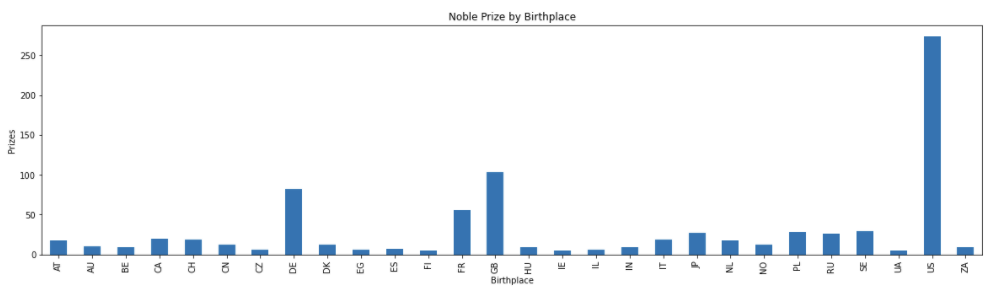 Noble Prize by Birthplace
Prizes
250
200
150
100
50
0
AT AU BE CA CH CN CZ DE DK EG ES FI FR GB HU IE IL IN IT JP NL NO PL RU SE UA US ZA
Birthplace